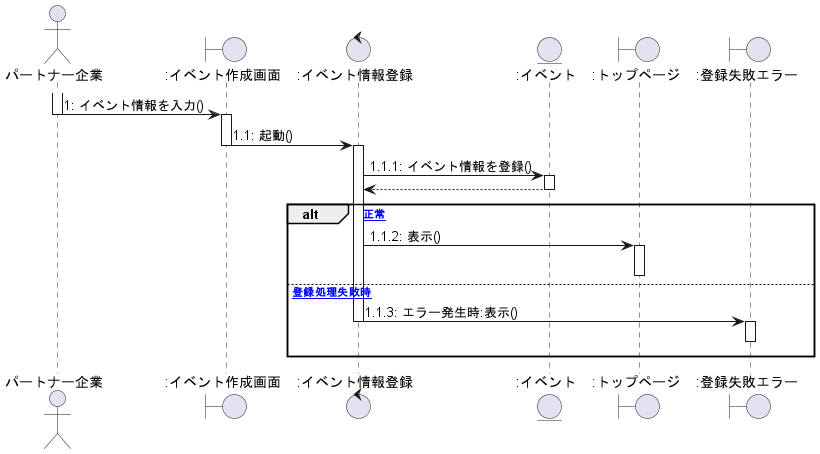 パートナー企業
:イベント作成画面
:イベント情報登録
:イベント
:トップページ
:登録失敗エラー
1: イベント情報を入力()
1.1: 起動()
1.1.1: イベント情報を登録()
alt
正常
1.1.2: 表示()
登録処理失敗時
1.1.3: エラー発生時:表示()
パートナー企業
:イベント作成画面
:イベント情報登録
:イベント
:トップページ
:登録失敗エラー